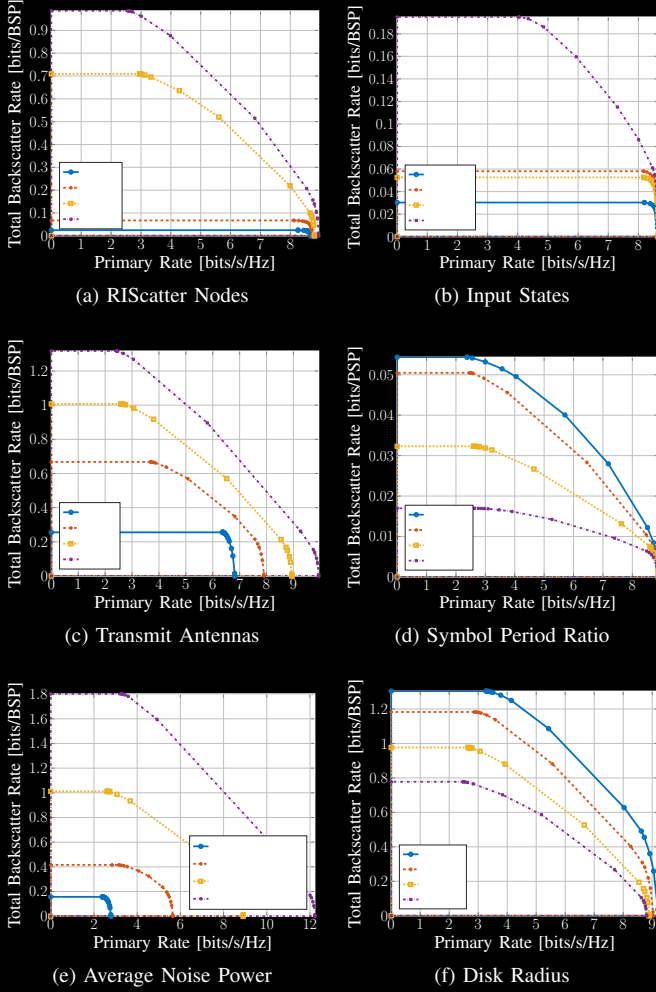 Total Backscatter Rate [bits/BSP]
0.9
0.8
0.7
0.6
0.5
0.4
0.3
0.2
0.1
0
0 1 2 3 4 5 6 7 8
Primary Rate [bits/s/Hz]
(a) RIScatter Nodes
Total Backscatter Rate [bits/BSP]
0.18
0.16
0.14
0.12
0.1
0.08
0.06
0.04
0.02
0
0 1 2 3 4 5 6 7 8
Primary Rate [bits/s/Hz]
(b) Input States
Total Backscatter Rate [bits/BSP]
1.2
1
0.8
0.6
0.4
0.2
0
0 1 2 3 4 5 6 7 8 9
Primary Rate [bits/s/Hz]
(c) Transmit Antennas
Total Backscatter Rate [bits/PSP]
0.05
0.04
0.03
0.02
0.01
0
0 1 2 3 4 5 6 7 8
Primary Rate [bits/s/Hz]
(d) Symbol Period Ratio
Total Backscatter Rate [bits/BSP]
1.8
1.6
1.4
1.2
1
0.8
0.6
0.4
0.2
0
0 2 4 6 8 10 12
Primary Rate [bits/s/Hz]
(e) Average Noise Power
Total Backscatter Rate [bits/BSP]
1.2
1
0.8
0.6
0.4
0.2
0
0 1 2 3 4 5 6 7 8 9
Primary Rate [bits/s/Hz]
(f) Disk Radius